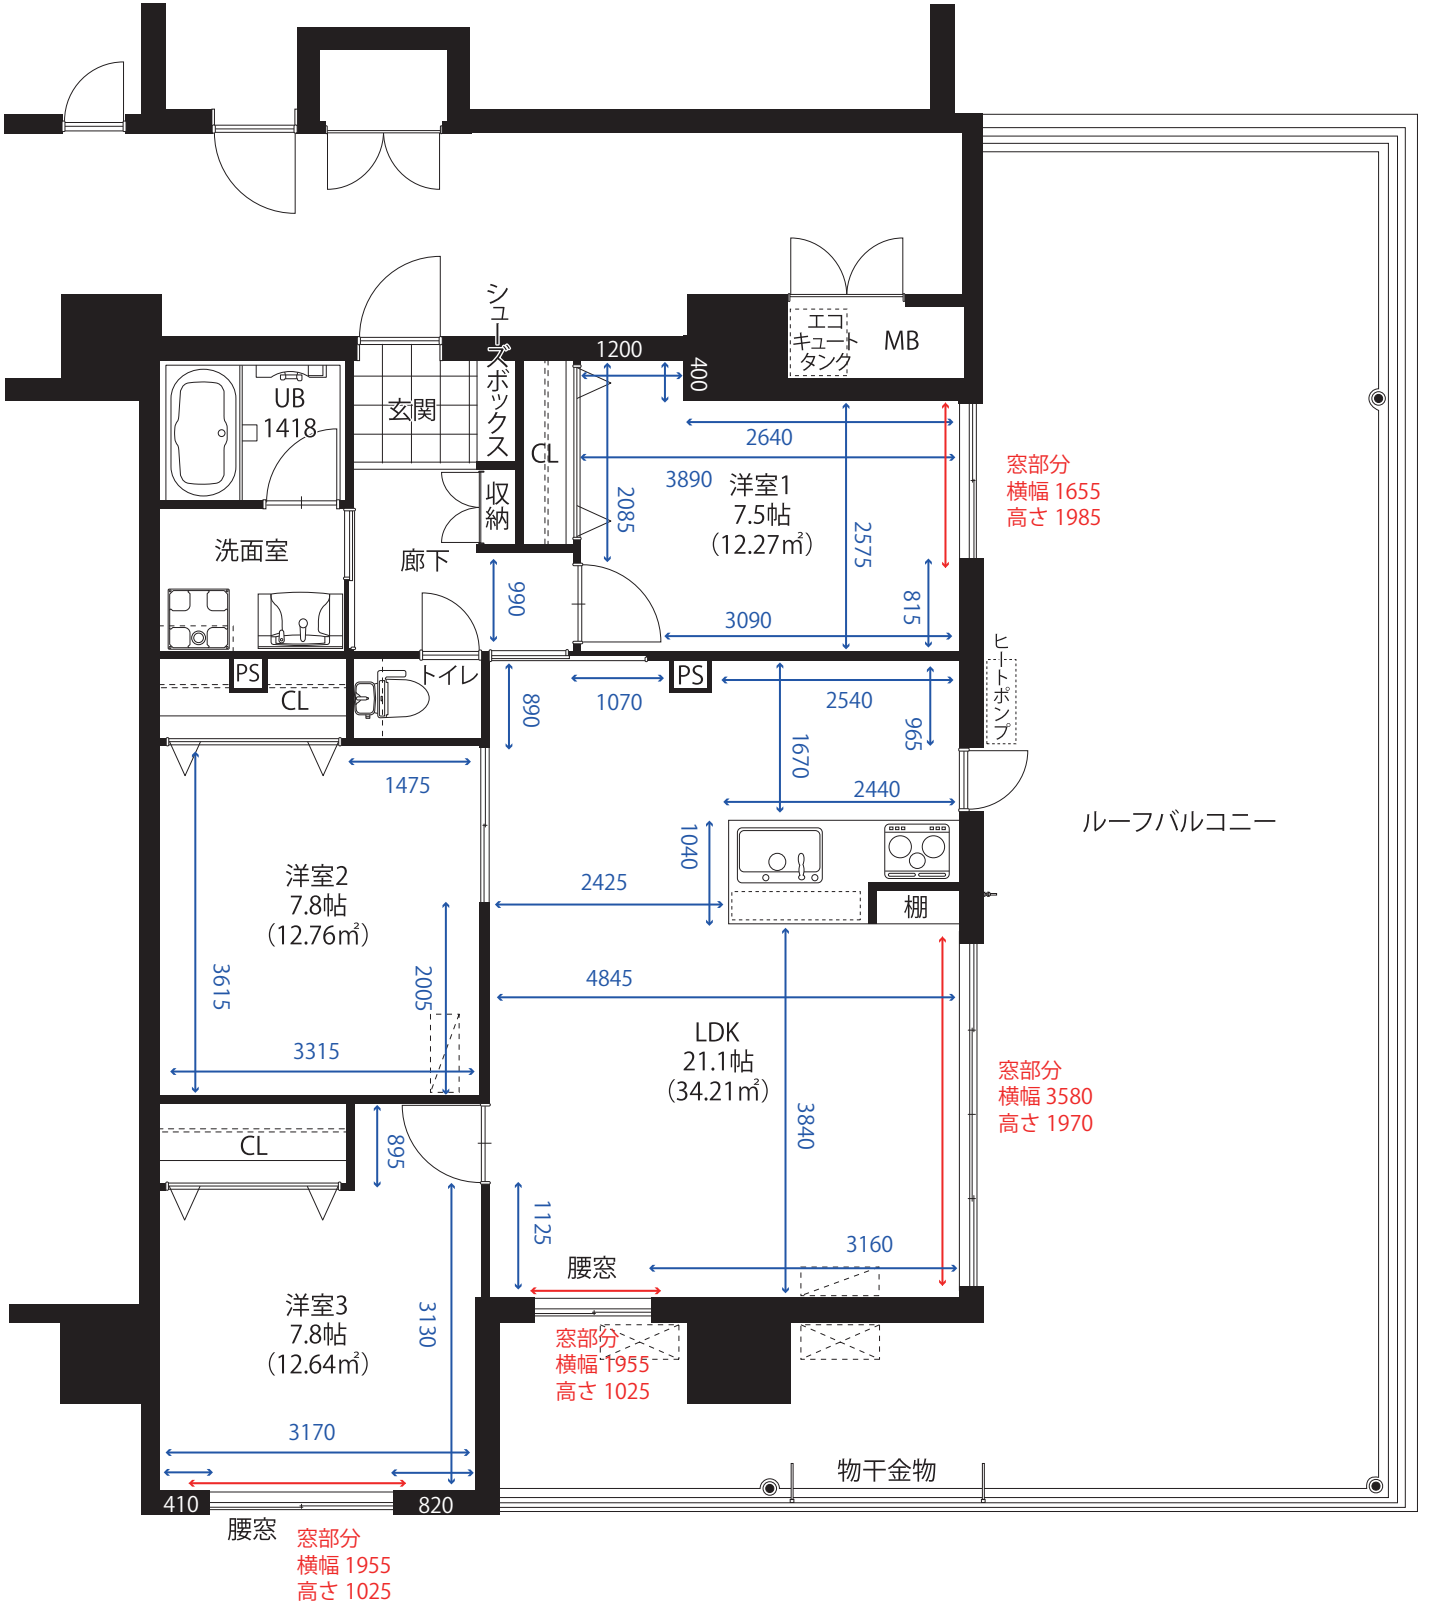 シューズボックス
エコ
キュート
タンク
MB
1200
400
UB
1418
玄関
CL
2640
3890
洋室1
7.5帖
（12.27㎡）
2085
2575
815
窓部分
横幅 1655
高さ 1985
収納
洗面室
廊下
990
3090
ヒートポンプ
PS
CL
トイレ
890
1070
PS
2540
965
1670
1475
2440
ルーフバルコニー
1040
洋室2
7.8帖
（12.76㎡）
2425
棚
3615
2005
4845
3315
LDK
21.1帖
（34.21㎡）
窓部分
横幅 3580
高さ 1970
3840
CL
895
1125
3160
腰窓
洋室3
7.8帖
（12.64㎡）
3130
窓部分
横幅 1955
高さ 1025
3170
物干金物
410
820
腰窓
窓部分
横幅 1955
高さ 1025